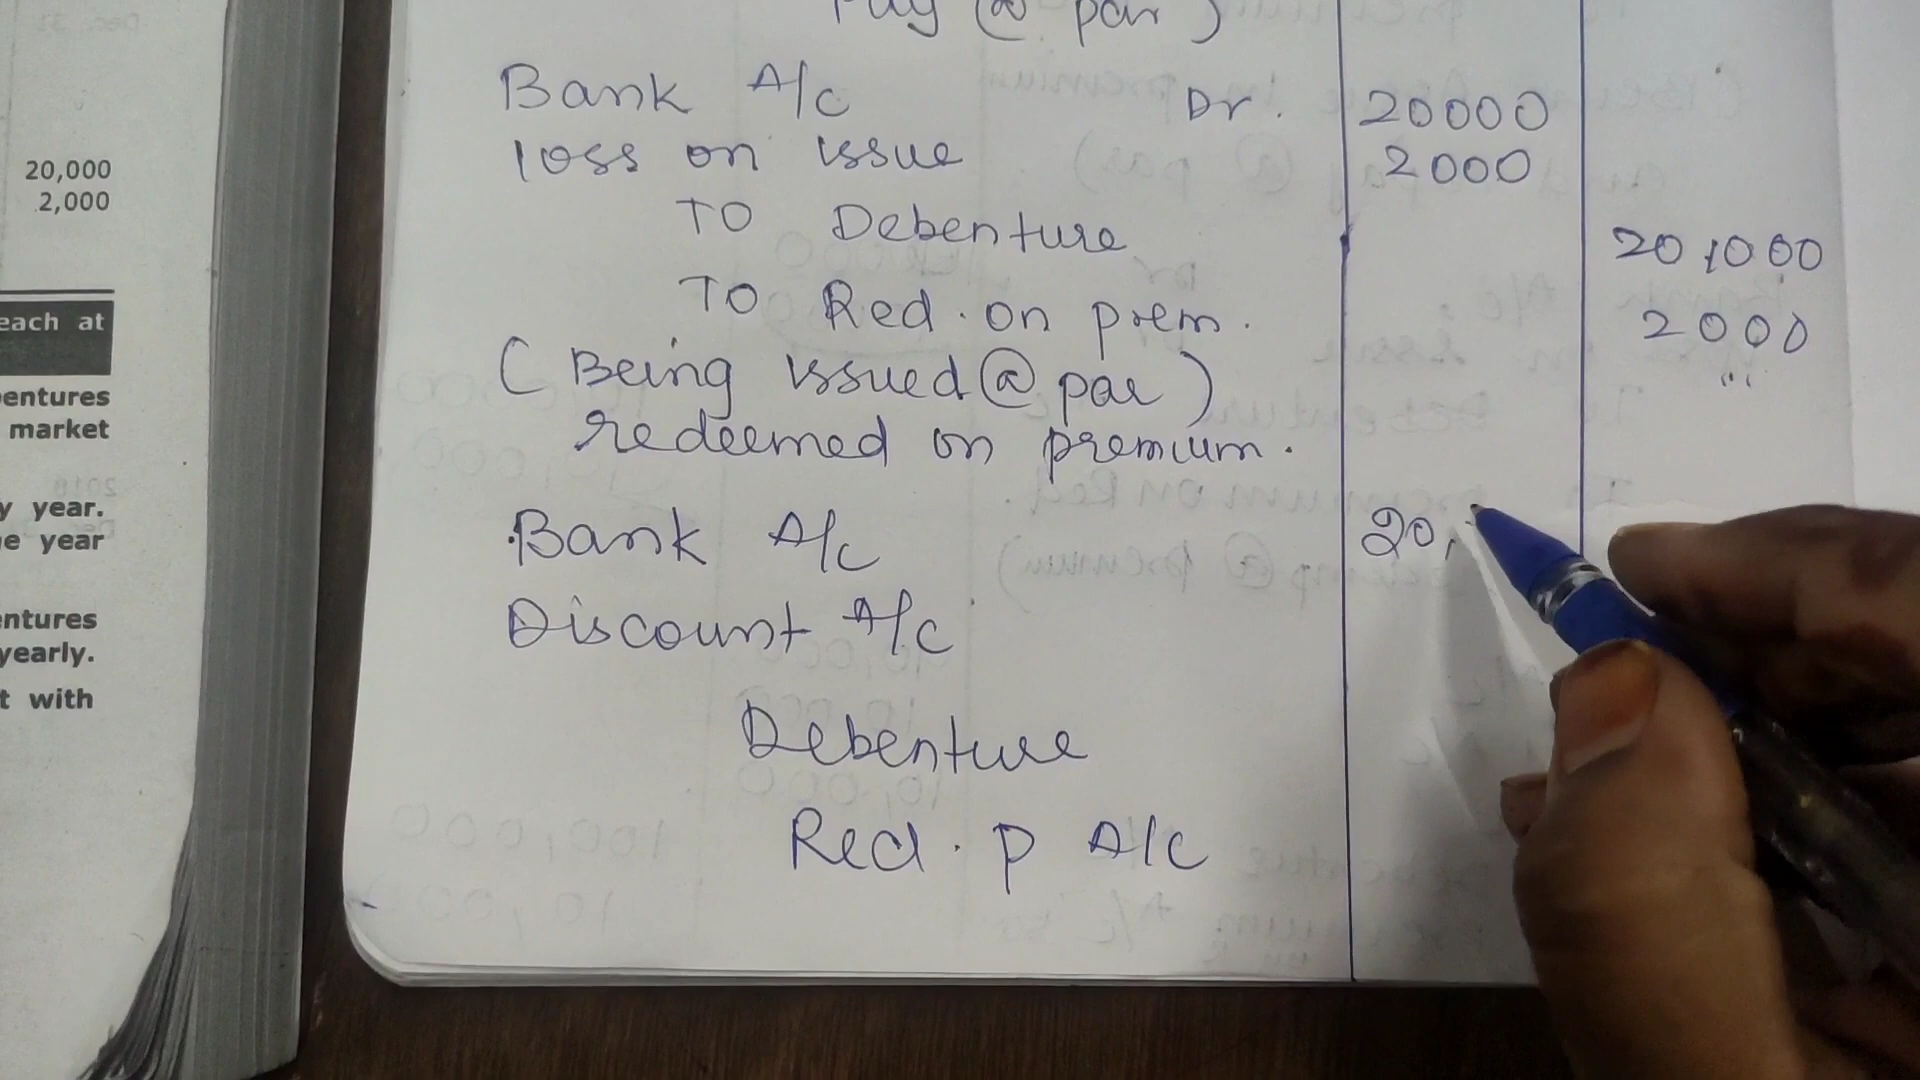 Pay @ par )
Bank A/c Dr. 20000
loss on issue 2000
TO Debenture 20,000
TO Red. on prem. 2000
( Being issued @ par )
redeemed on premium.
Bank A/c 20,
Discount A/c
Debenture
Red. P A/c
20,000
2,000
each at
entures
market
y year.
e year
entures
yearly.
t with